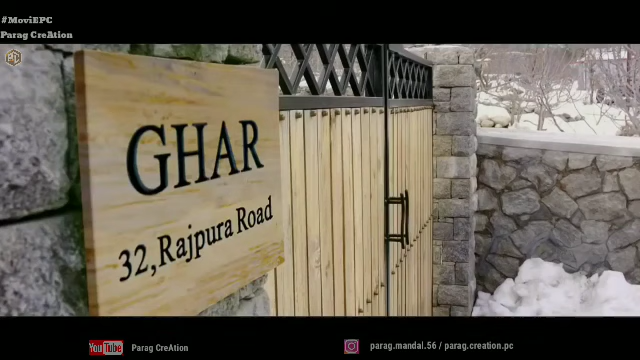 #MoviEPC
Parag CreAtion
PC
GHAR
32,Rajpura Road
YouTube Parag CreAtion
parag.mandal.56 / parag.creation.pc